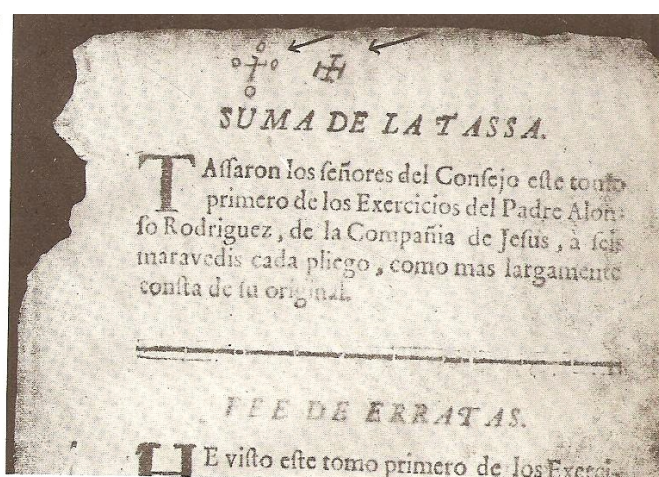 SUMA DE LA TASSA.
TAſſaron los ſeñores del Conſejo eſte tomo
primero de los Exercicios del Padre Alon-
ſo Rodriguez, de la Compañia de Jeſus, à ſeis
maravedis cada pliego, como mas largamente
conſta de ſu original.
FEE DE ERRATAS.
HE viſto eſte tomo primero de los Exerci-